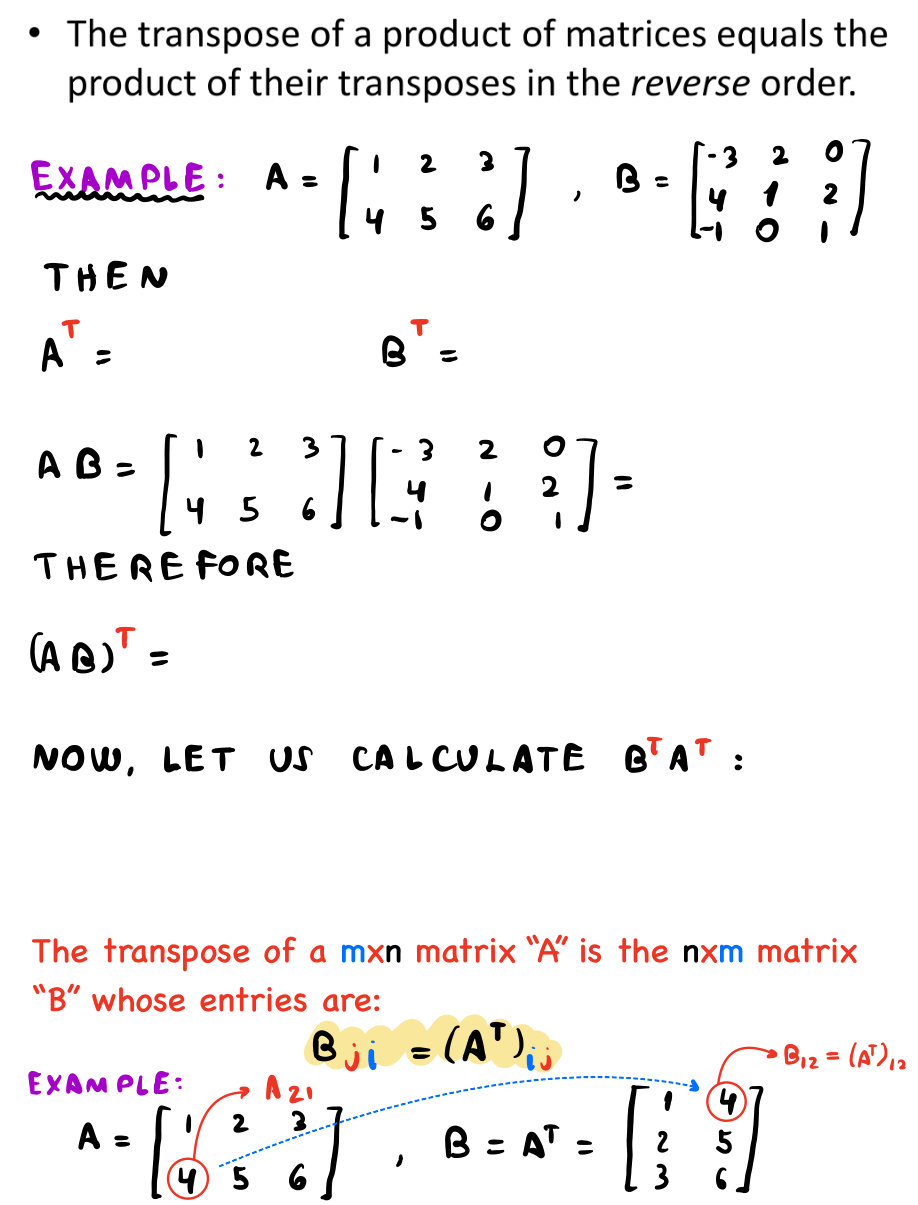 • The transpose of a product of matrices equals the
product of their transposes in the reverse order.
EXAMPLE: A = [1 2 3; 4 5 6] , B = [-3 2 0; 4 1 2; -1 0 1]
THEN
A^T = B^T =
AB = [1 2 3; 4 5 6] [-3 2 0; 4 1 2; -1 0 1] =
THEREFORE
(AB)^T =
NOW, LET US CALCULATE B^T A^T :
The transpose of a mxn matrix “A” is the nxm matrix
“B” whose entries are:
B_ji = (A^T)_ij
B_12 = (A^T)_12
EXAMPLE: A_21
A = [1 2 3; 4 5 6] , B = A^T = [1 4; 2 5; 3 6]